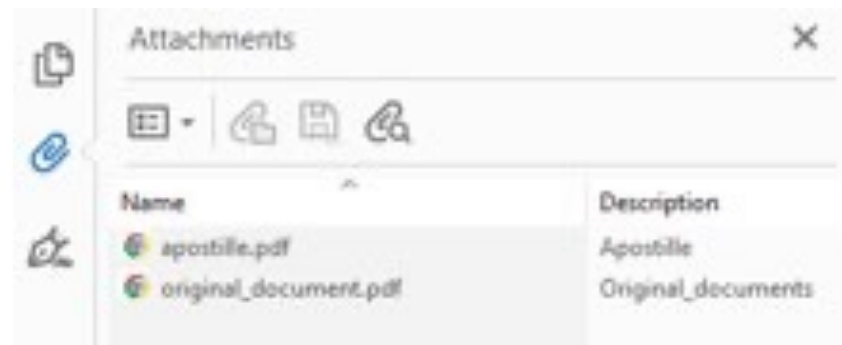 Attachments
Name Description
apostille.pdf Apostille
original_document.pdf Original_documents